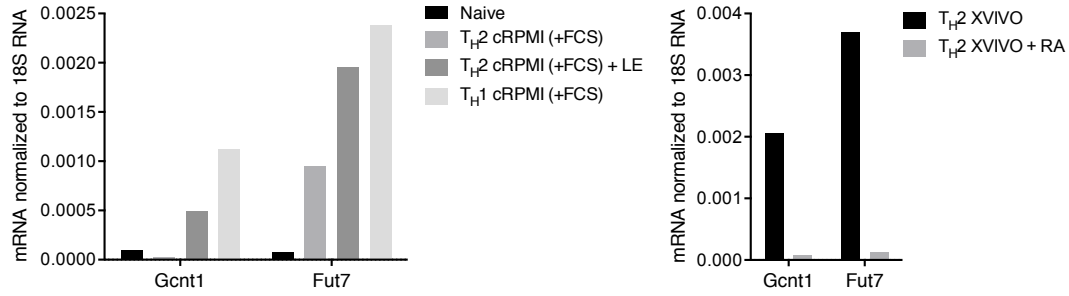 mRNA normalized to 18S RNA
0.0025
0.0020
0.0015
0.0010
0.0005
0.0000
Gcnt1
Fut7
Naive
TH2 cRPMI (+FCS)
TH2 cRPMI (+FCS) + LE
TH1 cRPMI (+FCS)
mRNA normalized to 18S RNA
0.004
0.003
0.002
0.001
0.000
Gcnt1
Fut7
TH2 XVIVO
TH2 XVIVO + RA